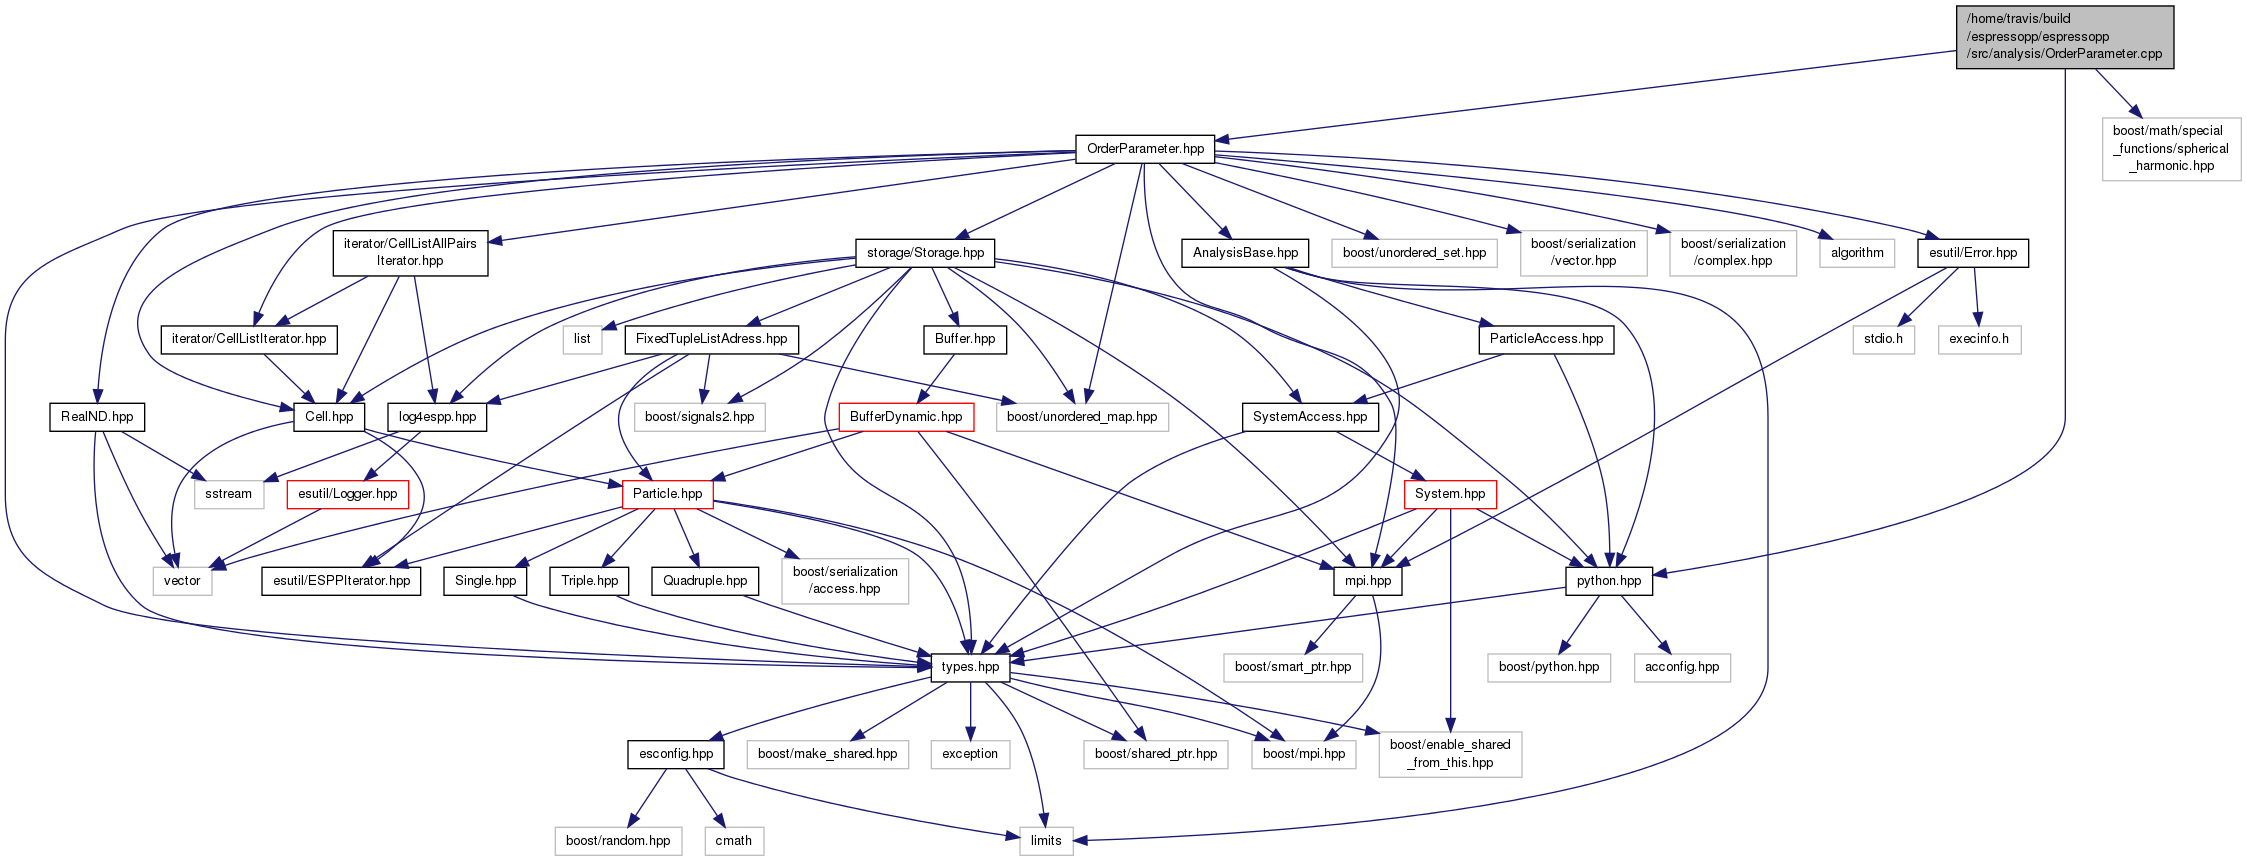 /home/travis/build
/espressopp/espressopp
/src/analysis/OrderParameter.cpp
OrderParameter.hpp
boost/math/special
_functions/spherical
_harmonic.hpp
iterator/CellListAllPairs
Iterator.hpp
storage/Storage.hpp
AnalysisBase.hpp
boost/unordered_set.hpp
boost/serialization
/vector.hpp
boost/serialization
/complex.hpp
algorithm
esutil/Error.hpp
iterator/CellListIterator.hpp
list
FixedTupleListAdress.hpp
Buffer.hpp
ParticleAccess.hpp
stdio.h
execinfo.h
RealND.hpp
Cell.hpp
log4espp.hpp
boost/signals2.hpp
BufferDynamic.hpp
boost/unordered_map.hpp
SystemAccess.hpp
sstream
esutil/Logger.hpp
Particle.hpp
System.hpp
vector
esutil/ESPPIterator.hpp
Single.hpp
Triple.hpp
Quadruple.hpp
boost/serialization
/access.hpp
mpi.hpp
python.hpp
types.hpp
boost/smart_ptr.hpp
boost/python.hpp
acconfig.hpp
esconfig.hpp
boost/make_shared.hpp
exception
boost/shared_ptr.hpp
boost/mpi.hpp
boost/enable_shared
_from_this.hpp
boost/random.hpp
cmath
limits